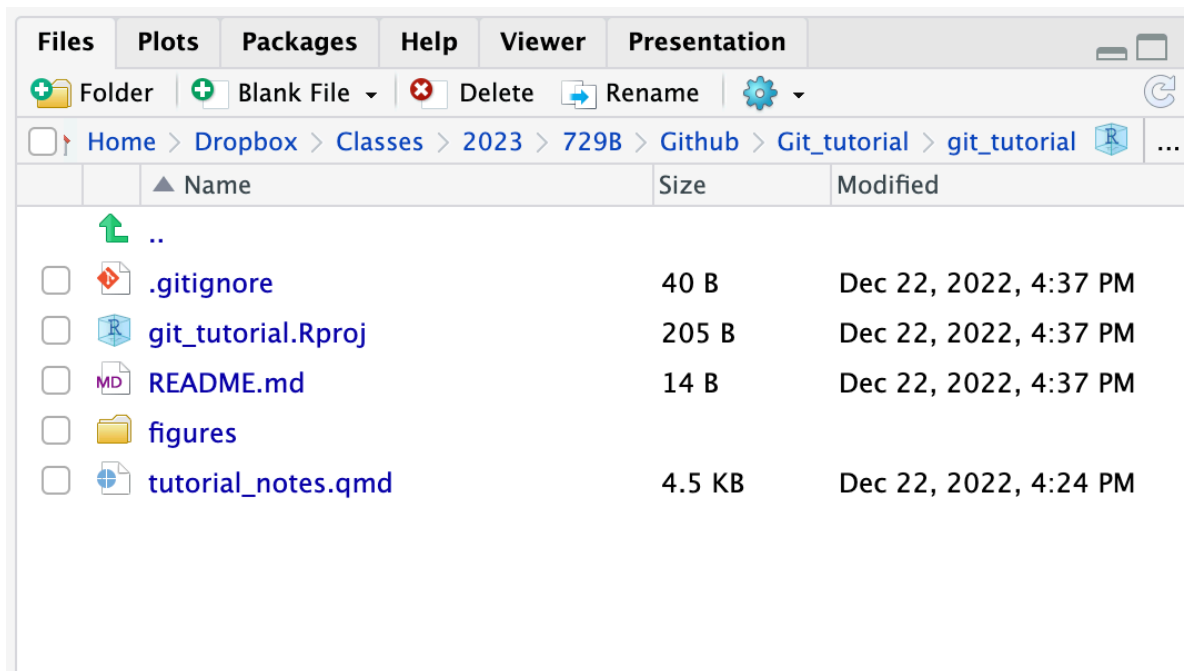 Files Plots Packages Help Viewer Presentation
Folder Blank File Delete Rename
Home > Dropbox > Classes > 2023 > 729B > Github > Git_tutorial > git_tutorial R ...
Name Size Modified
..
.gitignore 40 B Dec 22, 2022, 4:37 PM
R git_tutorial.Rproj 205 B Dec 22, 2022, 4:37 PM
MD README.md 14 B Dec 22, 2022, 4:37 PM
figures
tutorial_notes.qmd 4.5 KB Dec 22, 2022, 4:24 PM